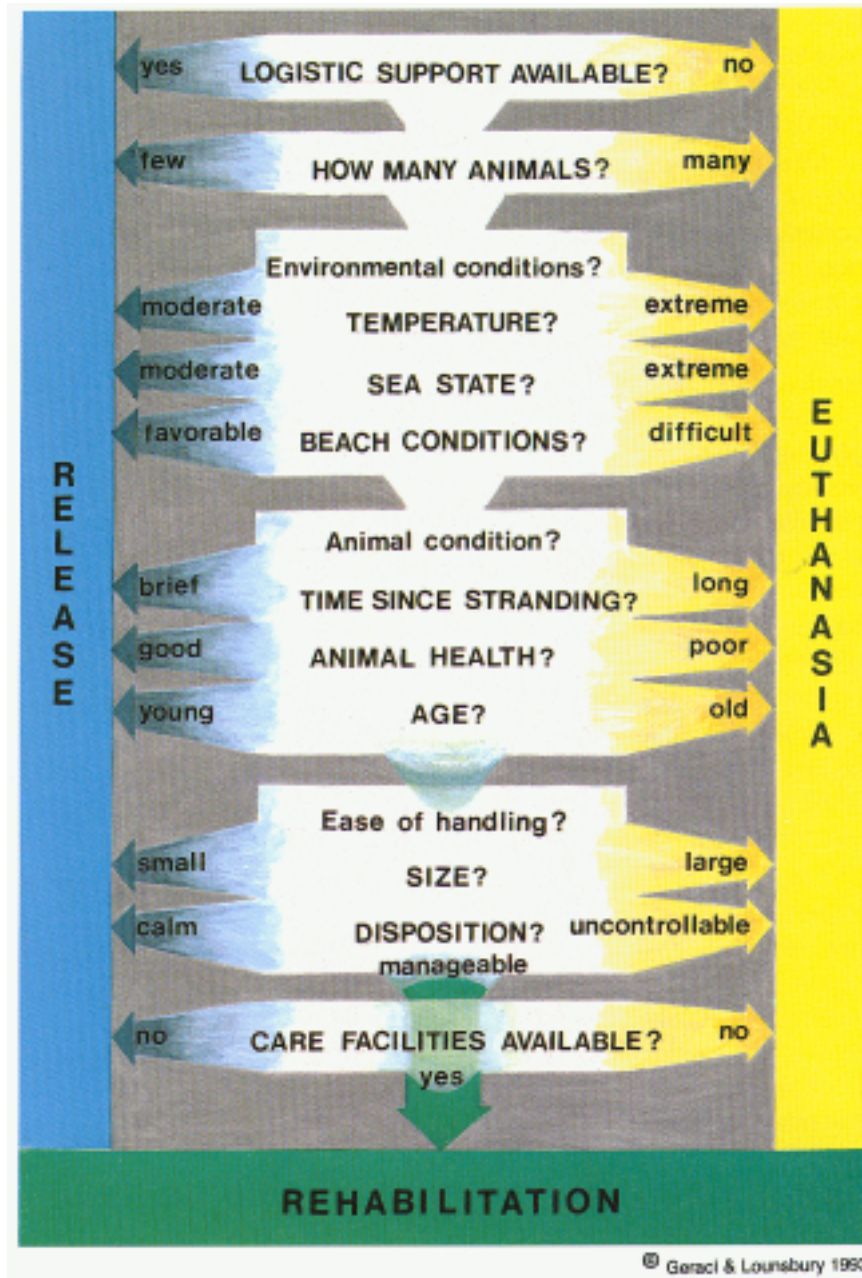 yes LOGISTIC SUPPORT AVAILABLE? no
few HOW MANY ANIMALS? many
Environmental conditions?
moderate TEMPERATURE? extreme
moderate SEA STATE? extreme
favorable BEACH CONDITIONS? difficult
RELEASE
EUTHANASIA
Animal condition?
brief TIME SINCE STRANDING? long
good ANIMAL HEALTH? poor
young AGE? old
Ease of handling?
small SIZE? large
calm DISPOSITION? uncontrollable
manageable
no CARE FACILITIES AVAILABLE? no
yes
REHABILITATION
© Geraci & Lounsbury